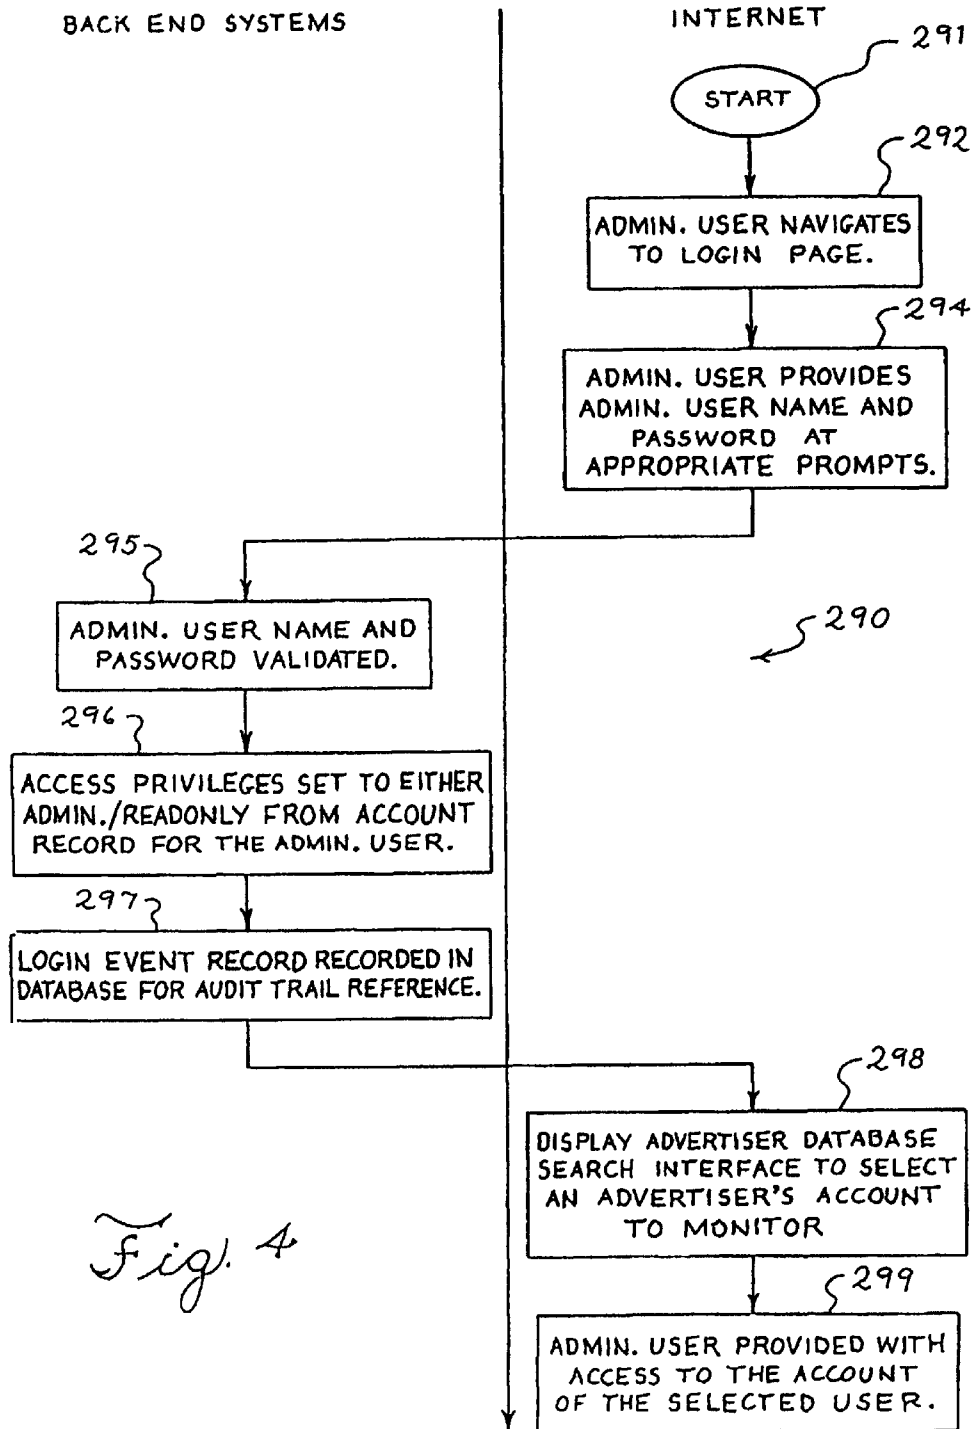 BACK END SYSTEMS
INTERNET
291
START
292
ADMIN. USER NAVIGATES
TO LOGIN PAGE.
294
ADMIN. USER PROVIDES
ADMIN. USER NAME AND
PASSWORD AT
APPROPRIATE PROMPTS.
295
ADMIN. USER NAME AND
PASSWORD VALIDATED.
290
296
ACCESS PRIVILEGES SET TO EITHER
ADMIN./READONLY FROM ACCOUNT
RECORD FOR THE ADMIN. USER.
297
LOGIN EVENT RECORD RECORDED IN
DATABASE FOR AUDIT TRAIL REFERENCE.
298
DISPLAY ADVERTISER DATABASE
SEARCH INTERFACE TO SELECT
AN ADVERTISER'S ACCOUNT
TO MONITOR
Fig. 4
299
ADMIN. USER PROVIDED WITH
ACCESS TO THE ACCOUNT
OF THE SELECTED USER.